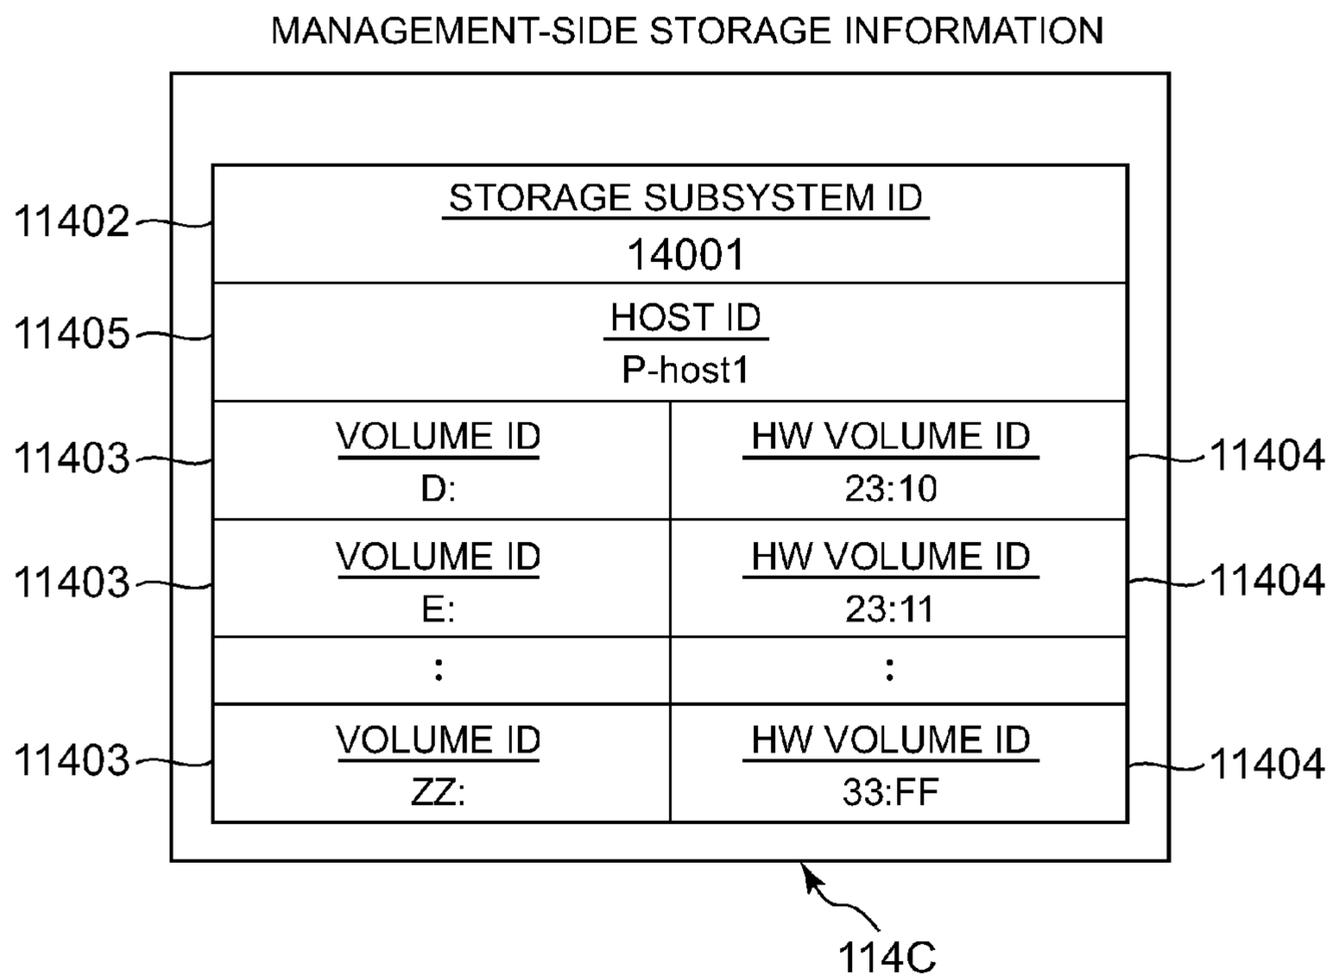 MANAGEMENT-SIDE STORAGE INFORMATION
STORAGE SUBSYSTEM ID
11402
14001
HOST ID
11405
P-host1
VOLUME ID
HW VOLUME ID
11403
11404
D:
23:10
VOLUME ID
HW VOLUME ID
11403
11404
E:
23:11
:
:
VOLUME ID
HW VOLUME ID
11403
11404
ZZ:
33:FF
114C